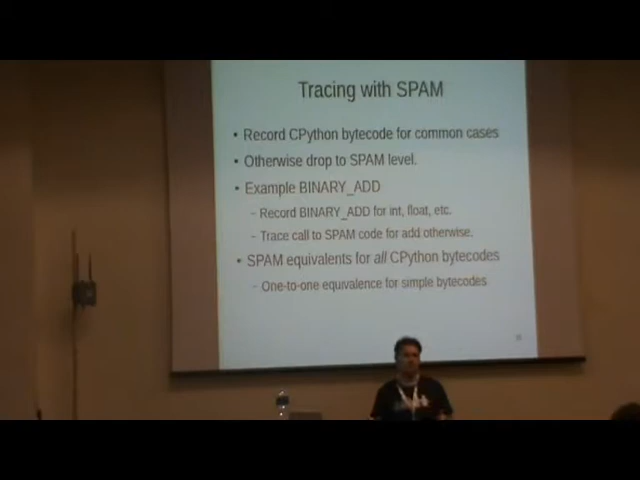 Tracing with SPAM
• Record CPython bytecode for common cases
• Otherwise drop to SPAM level.
• Example BINARY_ADD
– Record BINARY_ADD for int, float, etc.
– Trace call to SPAM code for add otherwise.
• SPAM equivalents for all CPython bytecodes
– One-to-one equivalence for simple bytecodes